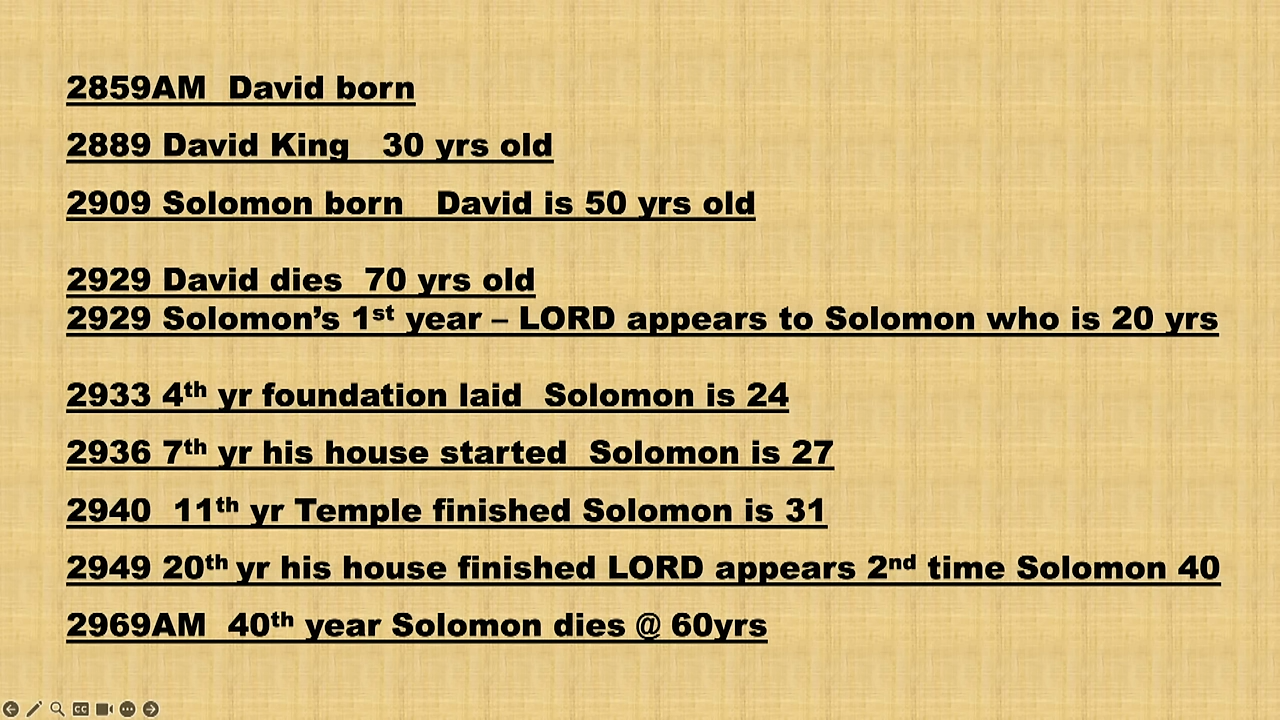 2859AM  David born
2889 David King   30 yrs old
2909 Solomon born   David is 50 yrs old
2929 David dies  70 yrs old
2929 Solomon’s 1st year – LORD appears to Solomon who is 20 yrs
2933 4th yr foundation laid  Solomon is 24
2936 7th yr his house started  Solomon is 27
2940  11th yr Temple finished Solomon is 31
2949 20th yr his house finished LORD appears 2nd time Solomon 40
2969AM  40th year Solomon dies @ 60yrs
CC